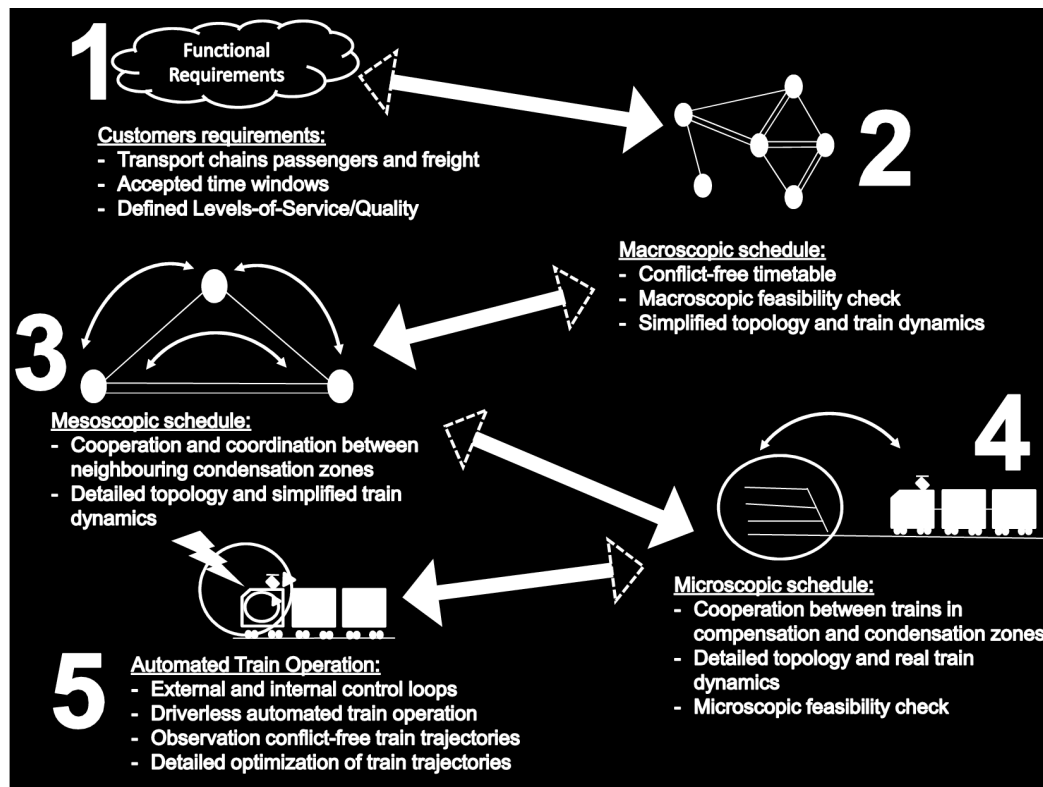 1
Functional
Requirements
Customers requirements:
- Transport chains passengers and freight
- Accepted time windows
- Defined Levels-of-Service/Quality
2
Macroscopic schedule:
- Conflict-free timetable
- Macroscopic feasibility check
- Simplified topology and train dynamics
3
Mesoscopic schedule:
- Cooperation and coordination between
neighbouring condensation zones
- Detailed topology and simplified train
dynamics
4
Microscopic schedule:
- Cooperation between trains in
compensation and condensation zones
- Detailed topology and real train
dynamics
- Microscopic feasibility check
5
Automated Train Operation:
- External and internal control loops
- Driverless automated train operation
- Observation conflict-free train trajectories
- Detailed optimization of train trajectories